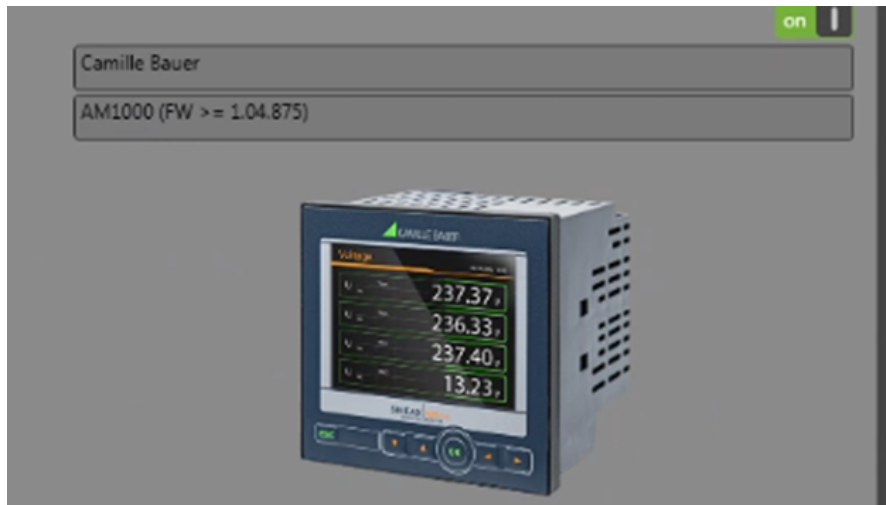 on
Camille Bauer
AM1000 (FW >= 1.04.875)
CAMILLE BAUER
Voltage
237.37
236.33
237.40
13.23
ESC
OK